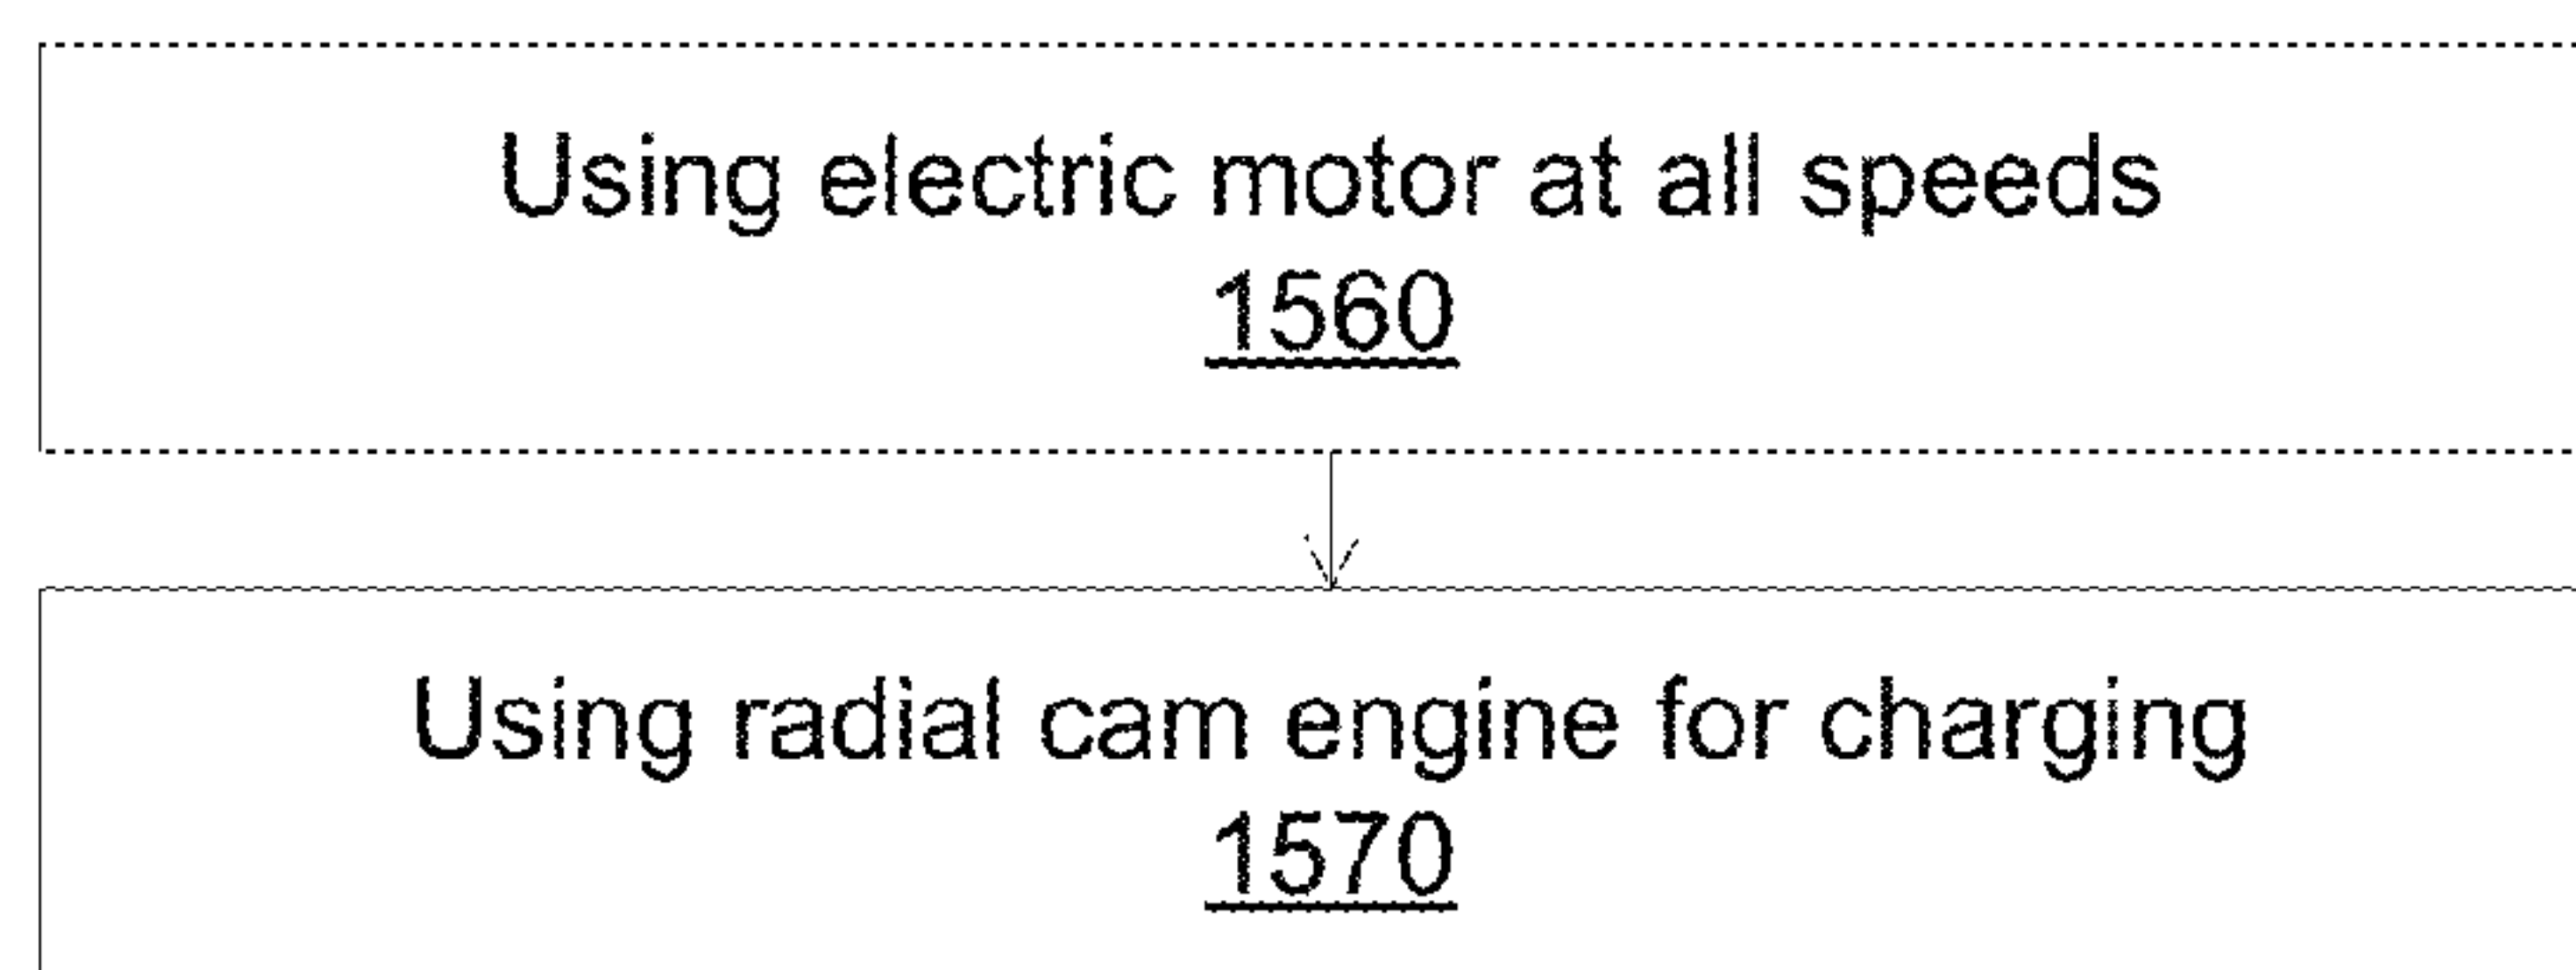 Using electric motor at all speeds
1560
Using radial cam engine for charging
1570